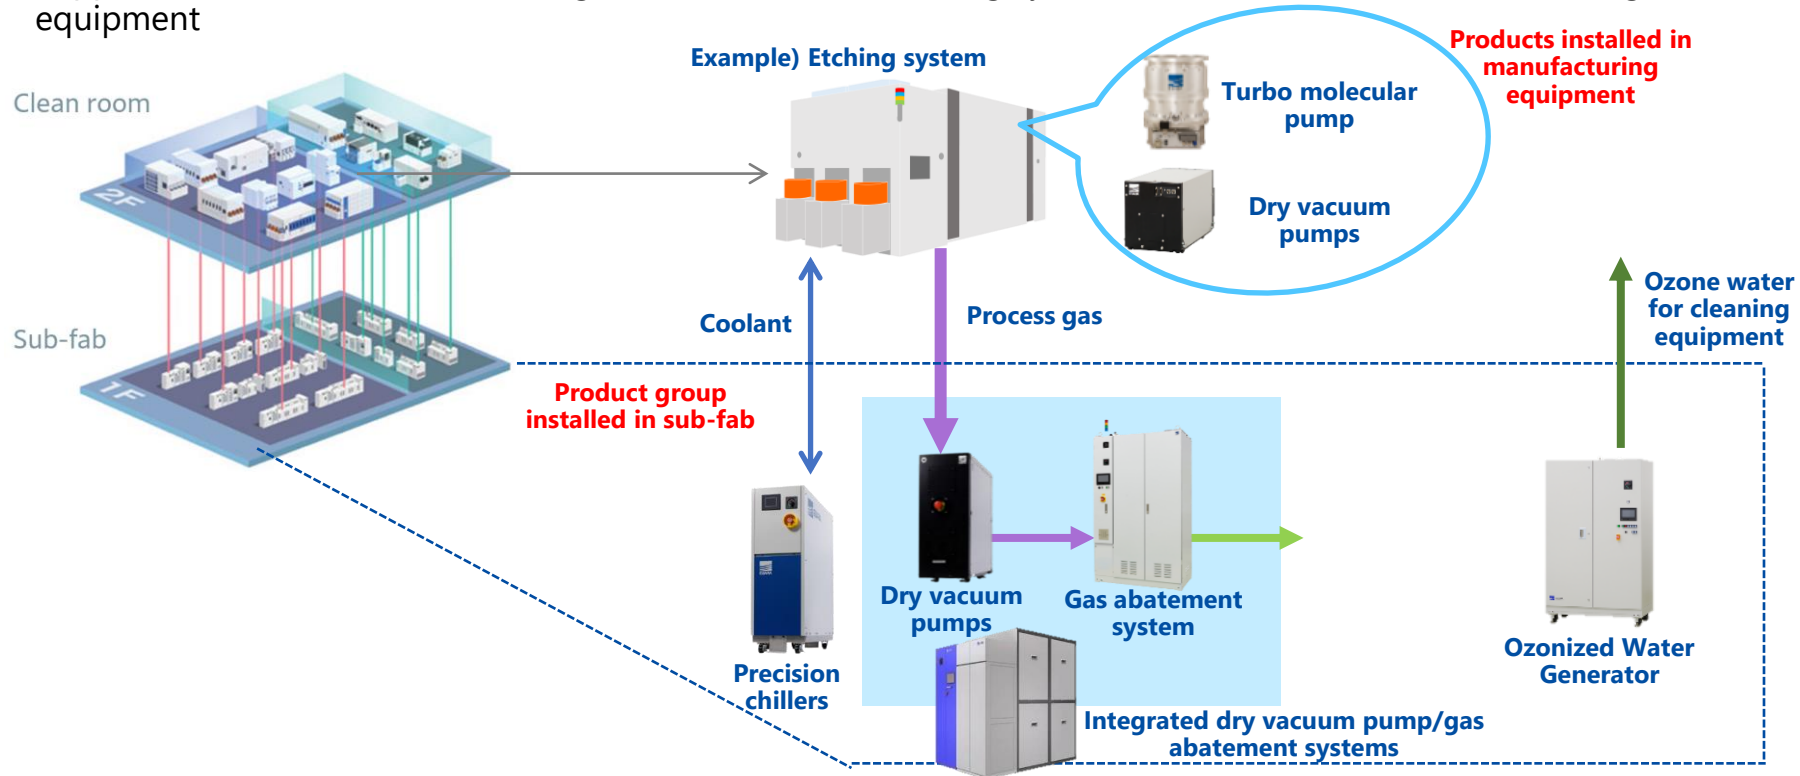 equipment
Example) Etching system
Products installed in
manufacturing
equipment
Clean room
Turbo molecular
pump
2F
Dry vacuum
pumps
Ozone water
for cleaning
equipment
Coolant
Process gas
Sub-fab
1F
Product group
installed in sub-fab
Dry vacuum
pumps
Gas abatement
system
Precision
chillers
Ozonized Water
Generator
Integrated dry vacuum pump/gas
abatement systems